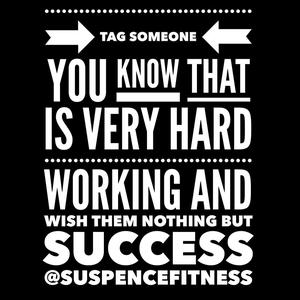 TAG SOMEONE
YOU KNOW THAT
IS VERY HARD
WORKING AND
WISH THEM NOTHING BUT
SUCCESS
@SUSPENCEFITNESS